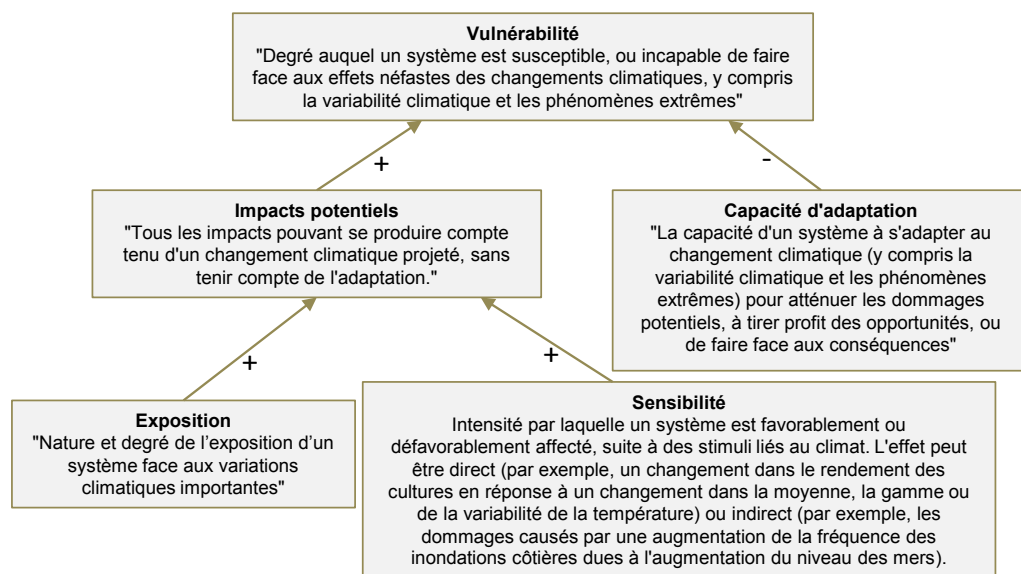 Vulnérabilité
"Degré auquel un système est susceptible, ou incapable de faire
face aux effets néfastes des changements climatiques, y compris
la variabilité climatique et les phénomènes extrêmes"
+
-
Impacts potentiels
"Tous les impacts pouvant se produire compte
tenu d'un changement climatique projeté, sans
tenir compte de l'adaptation."
Capacité d'adaptation
"La capacité d'un système à s'adapter au
changement climatique (y compris la
variabilité climatique et les phénomènes
extrêmes) pour atténuer les dommages
potentiels, à tirer profit des opportunités, ou
de faire face aux conséquences"
+
+
Exposition
"Nature et degré de l’exposition d’un
système face aux variations
climatiques importantes"
Sensibilité
Intensité par laquelle un système est favorablement ou
défavorablement affecté, suite à des stimuli liés au climat. L'effet peut
être direct (par exemple, un changement dans le rendement des
cultures en réponse à un changement dans la moyenne, la gamme ou
de la variabilité de la température) ou indirect (par exemple, les
dommages causés par une augmentation de la fréquence des
inondations côtières dues à l'augmentation du niveau des mers).